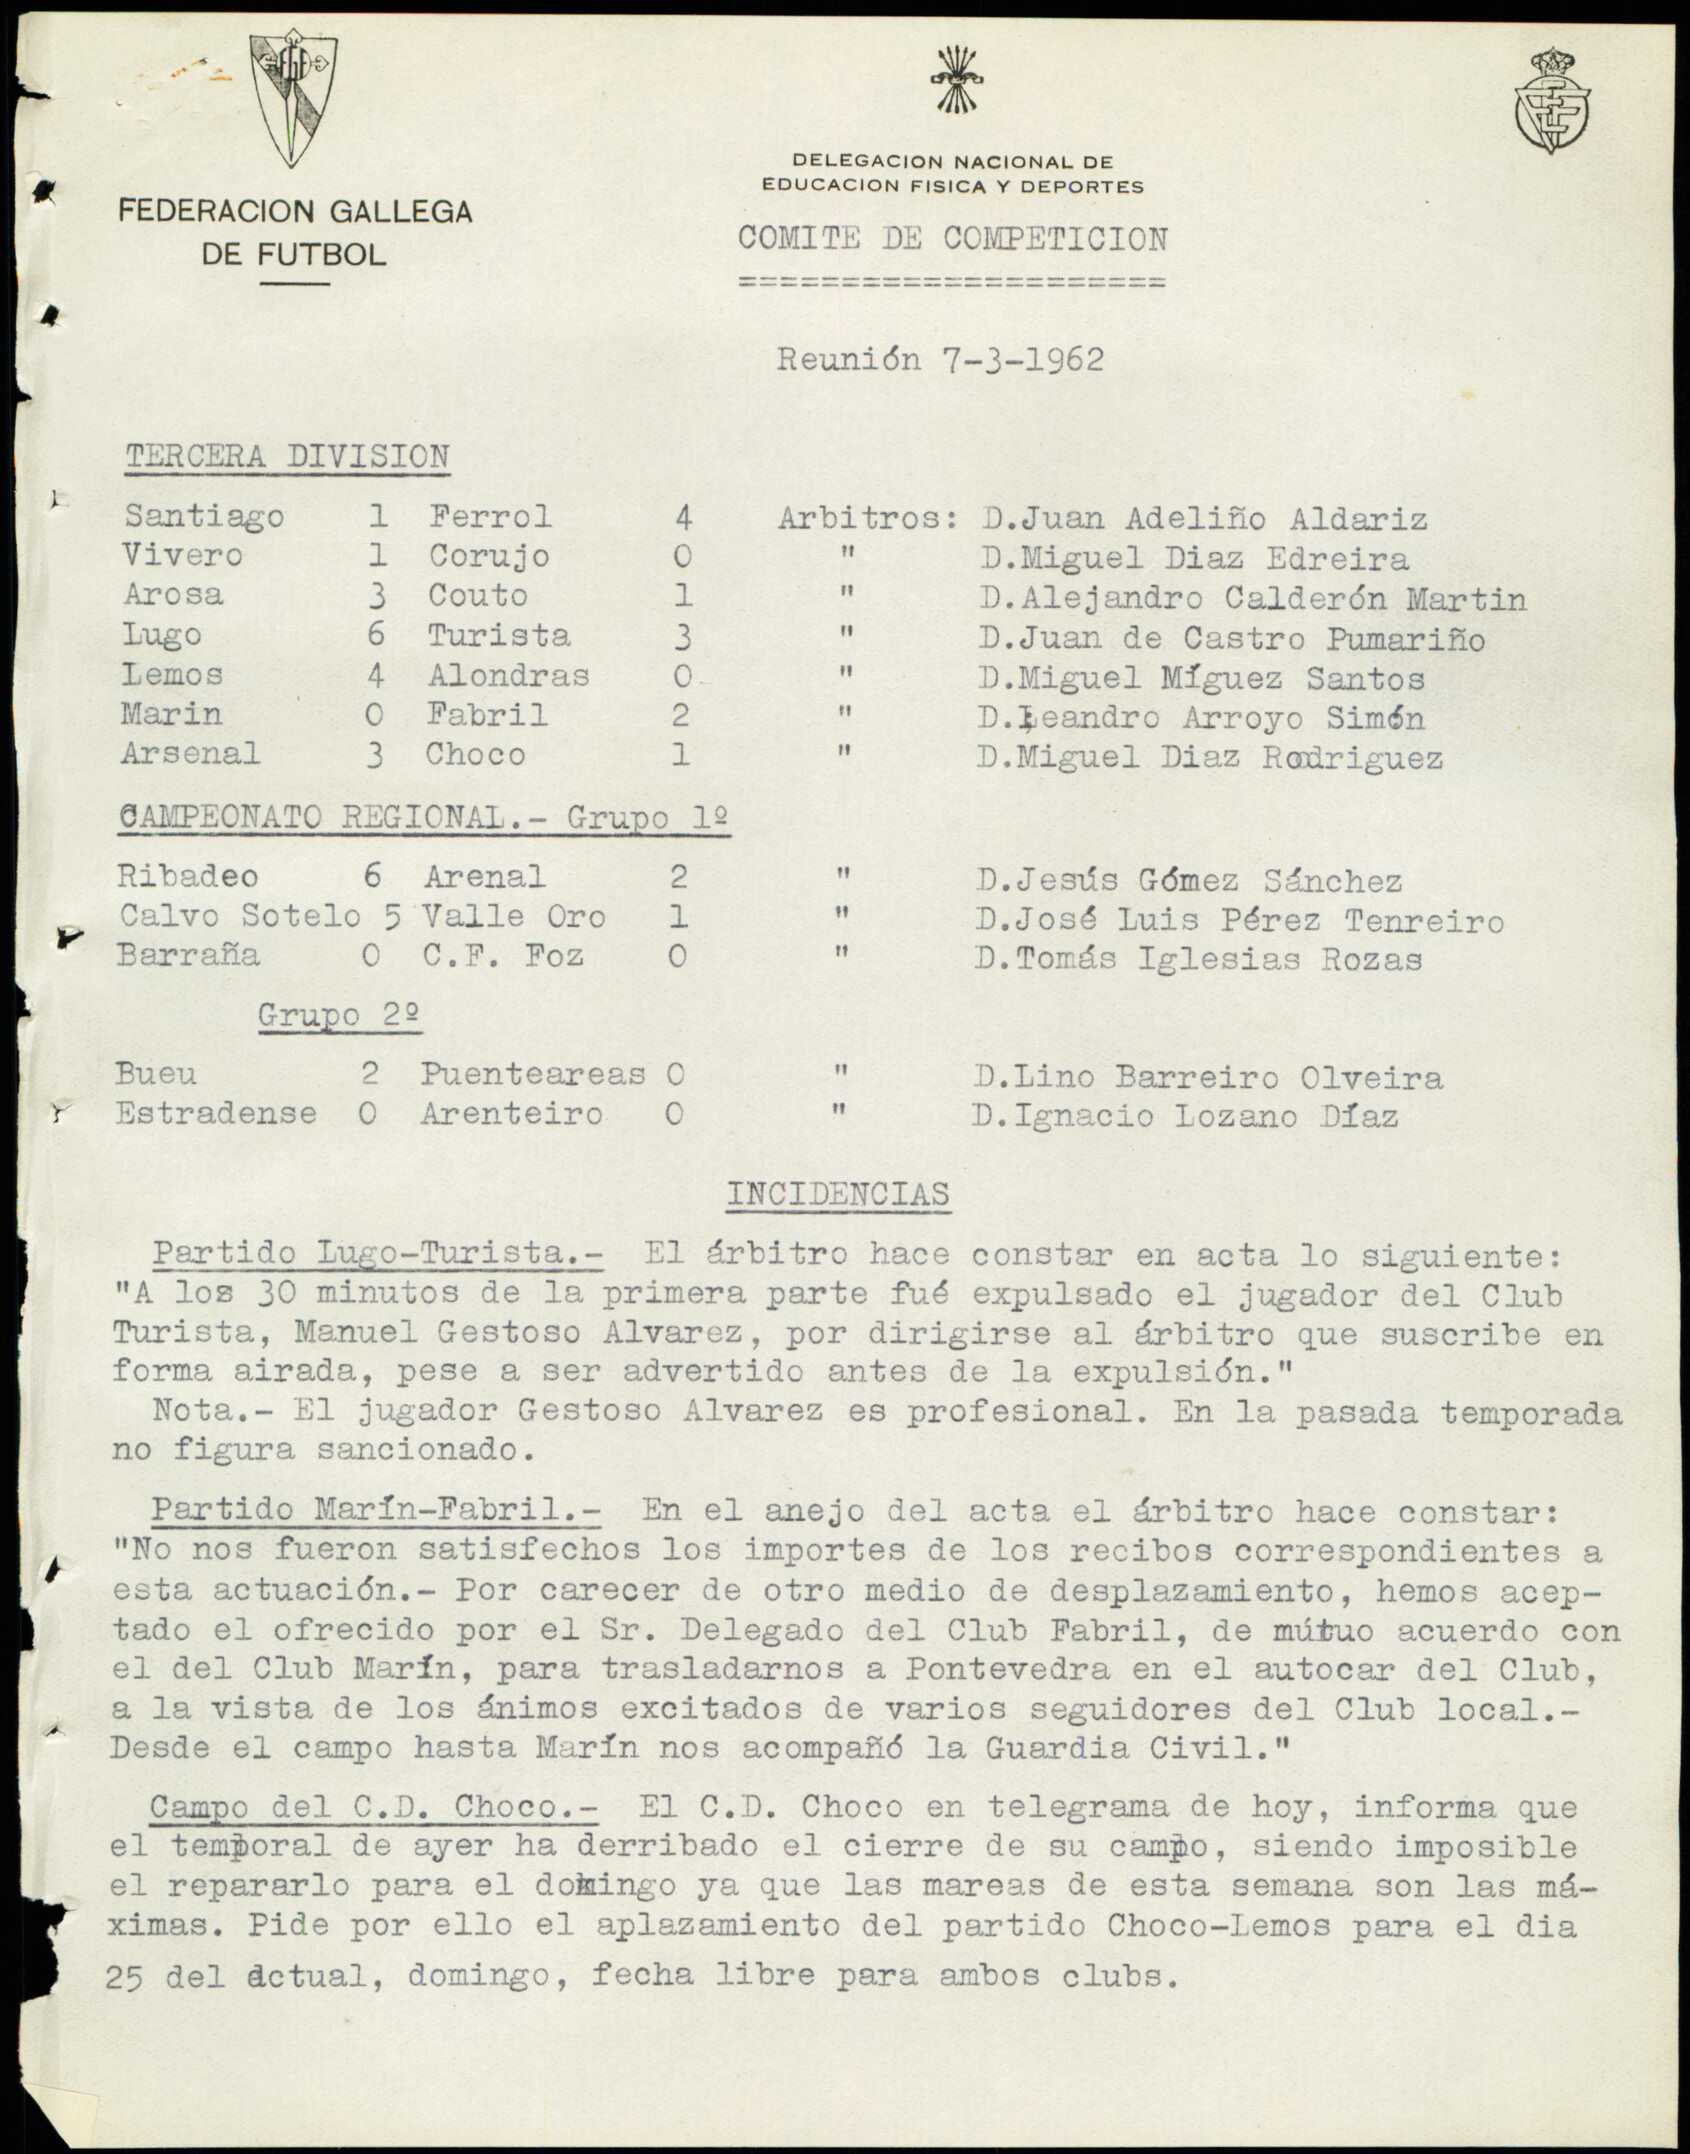 FEDERACION GALLEGA
DE FUTBOL
DELEGACION NACIONAL DE
EDUCACION FISICA Y DEPORTES
COMITE DE COMPETICION
=====================
Reunión 7-3-1962
TERCERA DIVISION
Santiago 1 Ferrol 4 Arbitros: D.Juan Adeliño Aldariz
Vivero 1 Corujo 0 " D.Miguel Diaz Edreira
Arosa 3 Couto 1 " D.Alejandro Calderón Martin
Lugo 6 Turista 3 " D.Juan de Castro Pumariño
Lemos 4 Alondras 0 " D.Miguel Míguez Santos
Marin 0 Fabril 2 " D.Leandro Arroyo Simón
Arsenal 3 Choco 1 " D.Miguel Diaz Rodriguez
CAMPEONATO REGIONAL.- Grupo 1º
Ribadeo 6 Arenal 2 " D.Jesús Gómez Sánchez
Calvo Sotelo 5 Valle Oro 1 " D.José Luis Pérez Tenreiro
Barraña 0 C.F. Foz 0 " D.Tomás Iglesias Rozas
Grupo 2º
Bueu 2 Puenteareas 0 " D.Lino Barreiro Olveira
Estradense 0 Arenteiro 0 " D.Ignacio Lozano Díaz
INCIDENCIAS
Partido Lugo-Turista.- El árbitro hace constar en acta lo siguiente:
"A los 30 minutos de la primera parte fué expulsado el jugador del Club
Turista, Manuel Gestoso Alvarez, por dirigirse al árbitro que suscribe en
forma airada, pese a ser advertido antes de la expulsión."
Nota.- El jugador Gestoso Alvarez es profesional. En la pasada temporada
no figura sancionado.
Partido Marín-Fabril.- En el anejo del acta el árbitro hace constar:
"No nos fueron satisfechos los importes de los recibos correspondientes a
esta actuación.- Por carecer de otro medio de desplazamiento, hemos acep-
tado el ofrecido por el Sr. Delegado del Club Fabril, de mútuo acuerdo con
el del Club Marín, para trasladarnos a Pontevedra en el autocar del Club,
a la vista de los ánimos excitados de varios seguidores del Club local.-
Desde el campo hasta Marín nos acompañó la Guardia Civil."
Campo del C.D. Choco.- El C.D. Choco en telegrama de hoy, informa que
el temporal de ayer ha derribado el cierre de su campo, siendo imposible
el repararlo para el domingo ya que las mareas de esta semana son las má-
ximas. Pide por ello el aplazamiento del partido Choco-Lemos para el dia
25 del actual, domingo, fecha libre para ambos clubs.